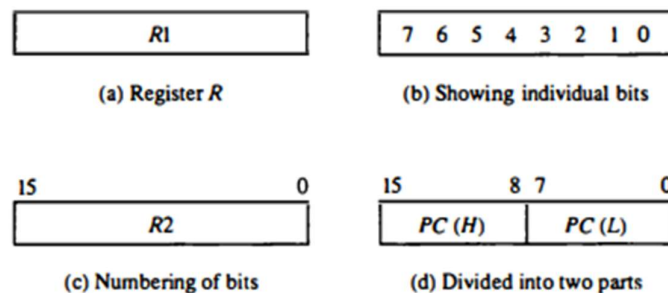 R1
7 6 5 4 3 2 1 0
(a) Register R
(b) Showing individual bits
15 0
15 8 7 0
R2
PC (H) PC (L)
(c) Numbering of bits
(d) Divided into two parts